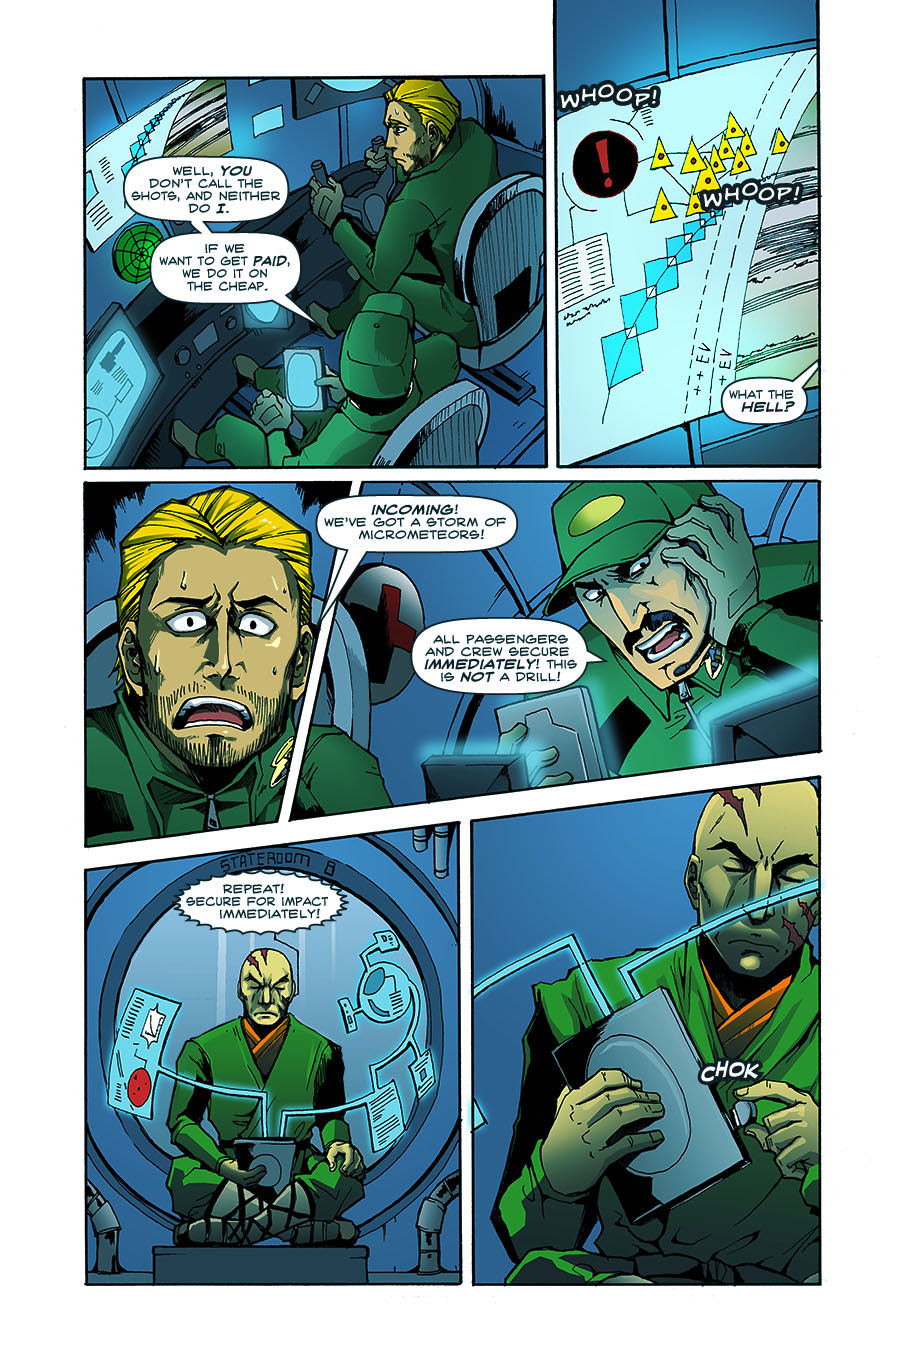 WELL, YOU
DON'T CALL THE
SHOTS, AND NEITHER
DO I.
IF WE
WANT TO GET PAID,
WE DO IT ON
THE CHEAP.
WHOOP!
!
WHOOP!
++EV
+EV
WHAT THE
HELL?
INCOMING!
WE'VE GOT A STORM OF
MICROMETEORS!
ALL PASSENGERS
AND CREW SECURE
IMMEDIATELY! THIS
IS NOT A DRILL!
STATEROOM 8
REPEAT!
SECURE FOR IMPACT
IMMEDIATELY!
CHOK